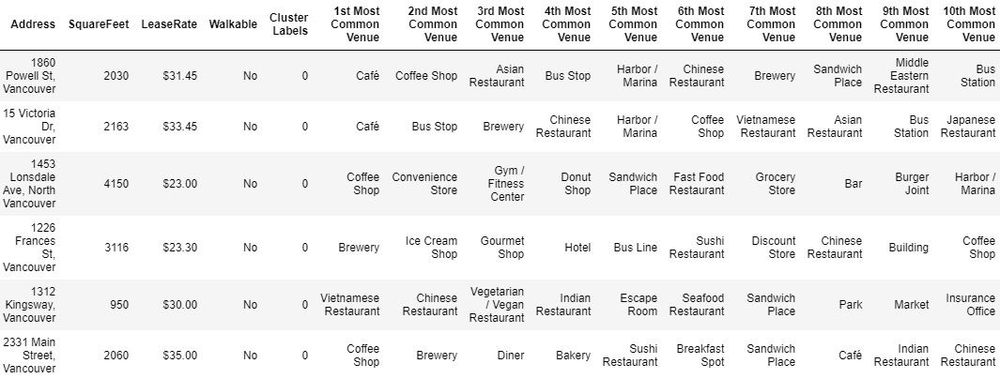 Address SquareFeet LeaseRate Walkable Cluster Labels 1st Most Common Venue 2nd Most Common Venue 3rd Most Common Venue 4th Most Common Venue 5th Most Common Venue 6th Most Common Venue 7th Most Common Venue 8th Most Common Venue 9th Most Common Venue 10th Most Common Venue
1860 Powell St, Vancouver 2030 $31.45 No 0 Café Coffee Shop Asian Restaurant Bus Stop Harbor / Marina Chinese Restaurant Brewery Sandwich Place Middle Eastern Restaurant Bus Station
15 Victoria Dr, Vancouver 2163 $33.45 No 0 Café Bus Stop Brewery Chinese Restaurant Harbor / Marina Coffee Shop Vietnamese Restaurant Asian Restaurant Bus Station Japanese Restaurant
1453 Lonsdale Ave, North Vancouver 4150 $23.00 No 0 Coffee Shop Convenience Store Gym / Fitness Center Donut Shop Sandwich Place Fast Food Restaurant Grocery Store Bar Burger Joint Harbor / Marina
1226 Frances St, Vancouver 3116 $23.30 No 0 Brewery Ice Cream Shop Gourmet Shop Hotel Bus Line Sushi Restaurant Discount Store Chinese Restaurant Building Coffee Shop
1312 Kingsway, Vancouver 950 $30.00 No 0 Vietnamese Restaurant Chinese Restaurant Vegetarian / Vegan Restaurant Indian Restaurant Escape Room Seafood Restaurant Sandwich Place Park Market Insurance Office
2331 Main Street, Vancouver 2060 $35.00 No 0 Coffee Shop Brewery Diner Bakery Sushi Restaurant Breakfast Spot Sandwich Place Café Indian Restaurant Chinese Restaurant